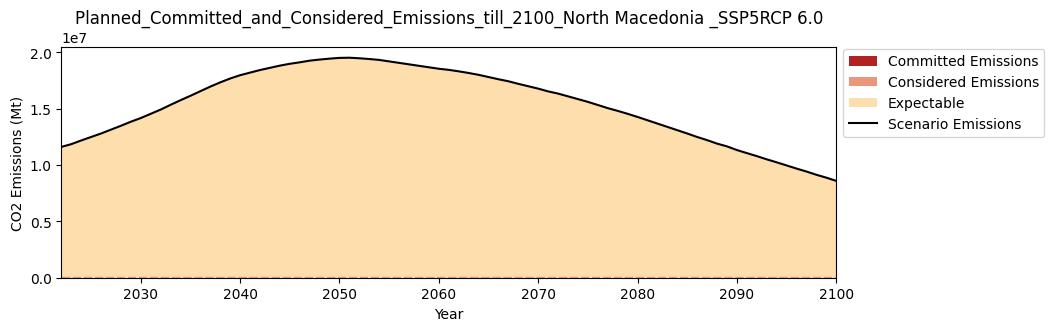 Planned_Committed_and_Considered_Emissions_till_2100_North Macedonia _SSP5RCP 6.0
1e7
2.0
1.5
1.0
0.5
0.0
CO2 Emissions (Mt)
2030 2040 2050 2060 2070 2080 2090 2100
Year
Committed Emissions
Considered Emissions
Expectable
Scenario Emissions